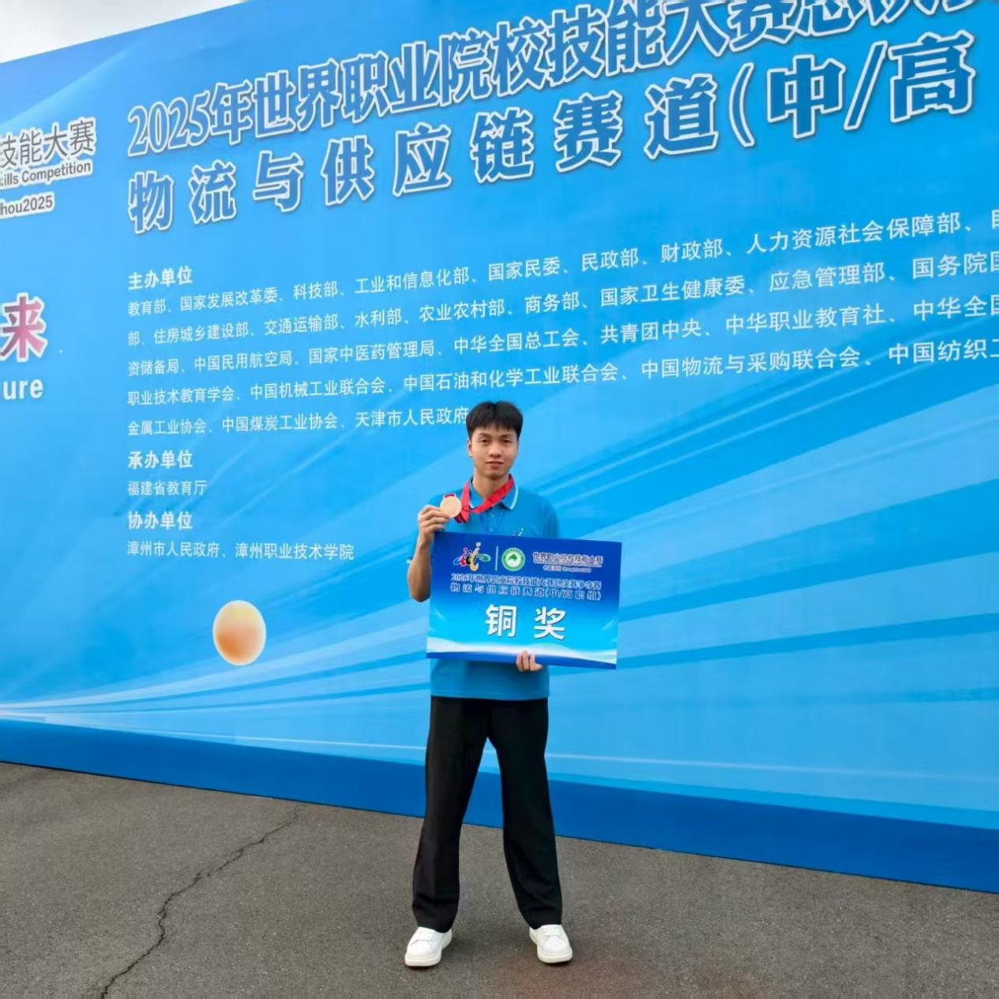 技能大赛
kills Competition
hou2025
来
ure
2025年世界职业院校技能大赛总决赛
物流与供应链赛道(中/高
主办单位
教育部、国家发展改革委、科技部、工业和信息化部、国家民委、民政部、财政部、人力资源社会保障部、
部、住房城乡建设部、交通运输部、水利部、农业农村部、商务部、国家卫生健康委、应急管理部、国务院国
资储备局、中国民用航空局、国家中医药管理局、中华全国总工会、共青团中央、中华职业教育社、中华全国
职业技术教育学会、中国机械工业联合会、中国石油和化学工业联合会、中国物流与采购联合会、中国纺织工
金属工业协会、中国煤炭工业协会、天津市人民政府
承办单位
福建省教育厅
协办单位
漳州市人民政府、漳州职业技术学院
世界职业院校技能大赛
中国漳州 Zhangzhou2025
2025年世界职业院校技能大赛总决赛争夺赛
物流与供应链赛道(中/高职组)
铜奖